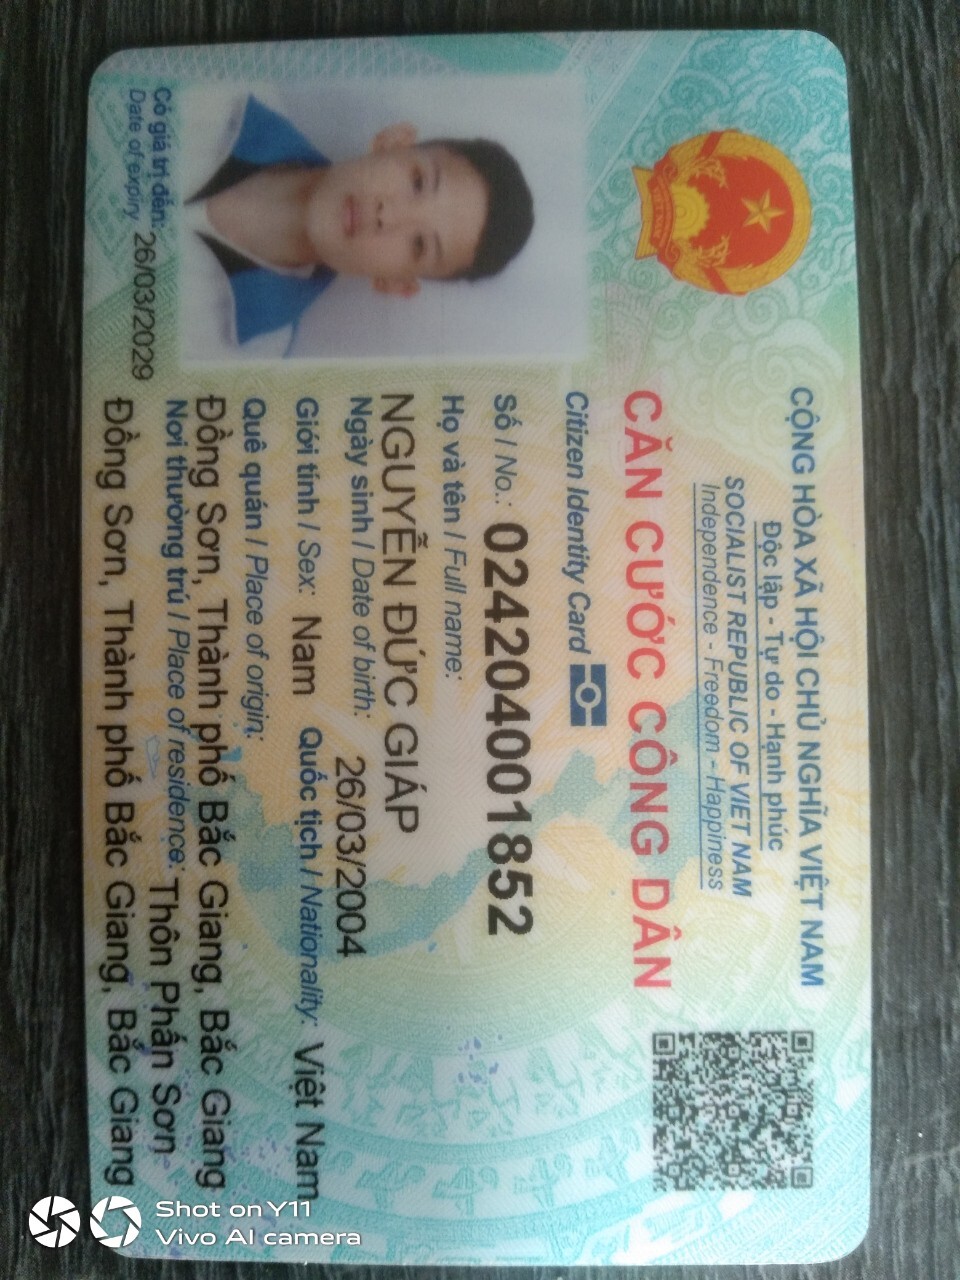 CỘNG HÒA XÃ HỘI CHỦ NGHĨA VIỆT NAM
Độc lập - Tự do - Hạnh phúc
SOCIALIST REPUBLIC OF VIET NAM
Independence - Freedom - Happiness
CĂN CƯỚC CÔNG DÂN
Citizen Identity Card
Số / No.: 024204001852
Họ và tên / Full name:
NGUYỄN ĐỨC GIÁP
Ngày sinh / Date of birth: 26/03/2004
Giới tính / Sex: Nam Quốc tịch / Nationality: Việt Nam
Quê quán / Place of origin:
Đồng Sơn, Thành phố Bắc Giang, Bắc Giang
Nơi thường trú / Place of residence: Thôn Phấn Sơn
Đồng Sơn, Thành phố Bắc Giang, Bắc Giang
Có giá trị đến: 26/03/2029
Date of expiry
Shot on Y11
Vivo AI camera